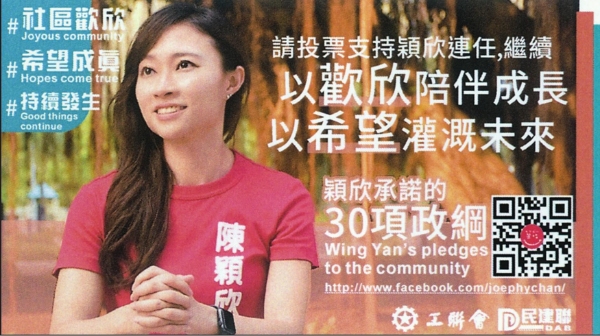 #社區歡欣
Joyous community
#希望成真
Hopes come true
#持續發生
Good things
continue
請投票支持穎欣連任,繼續
以歡欣陪伴成長
以希望灌溉未來
穎欣承諾的
30項政綱
Wing Yan's pledges
to the community
http://www.facebook.com/joephychan/
陳穎欣
工聯會
民建聯
DAB